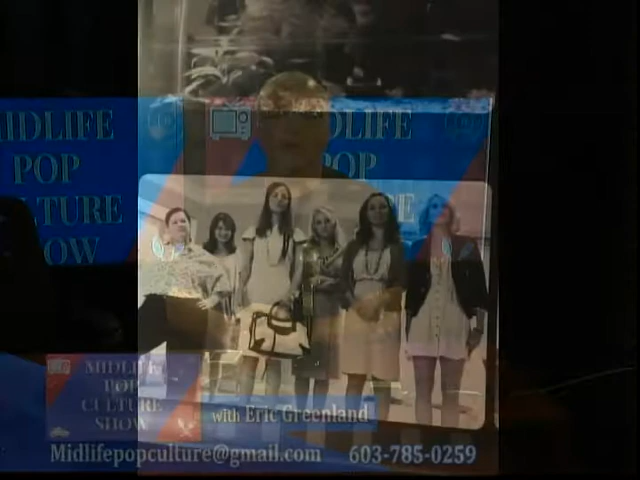 MIDLIFE
POP
CULTURE
SHOW
MIDLIFE
POP
MIDLIFE
POP
CULTURE
SHOW
with Eric Greenland
Midlifepopculture@gmail.com 603-785-0259